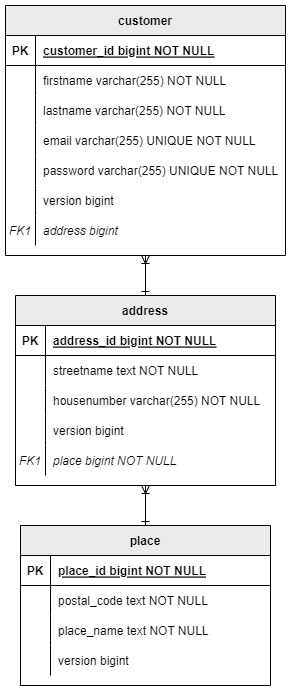 customer
PK customer_id bigint NOT NULL
firstname varchar(255) NOT NULL
lastname varchar(255) NOT NULL
email varchar(255) UNIQUE NOT NULL
password varchar(255) UNIQUE NOT NULL
version bigint
FK1 address bigint
address
PK address_id bigint NOT NULL
streetname text NOT NULL
housenumber varchar(255) NOT NULL
version bigint
FK1 place bigint NOT NULL
place
PK place_id bigint NOT NULL
postal_code text NOT NULL
place_name text NOT NULL
version bigint